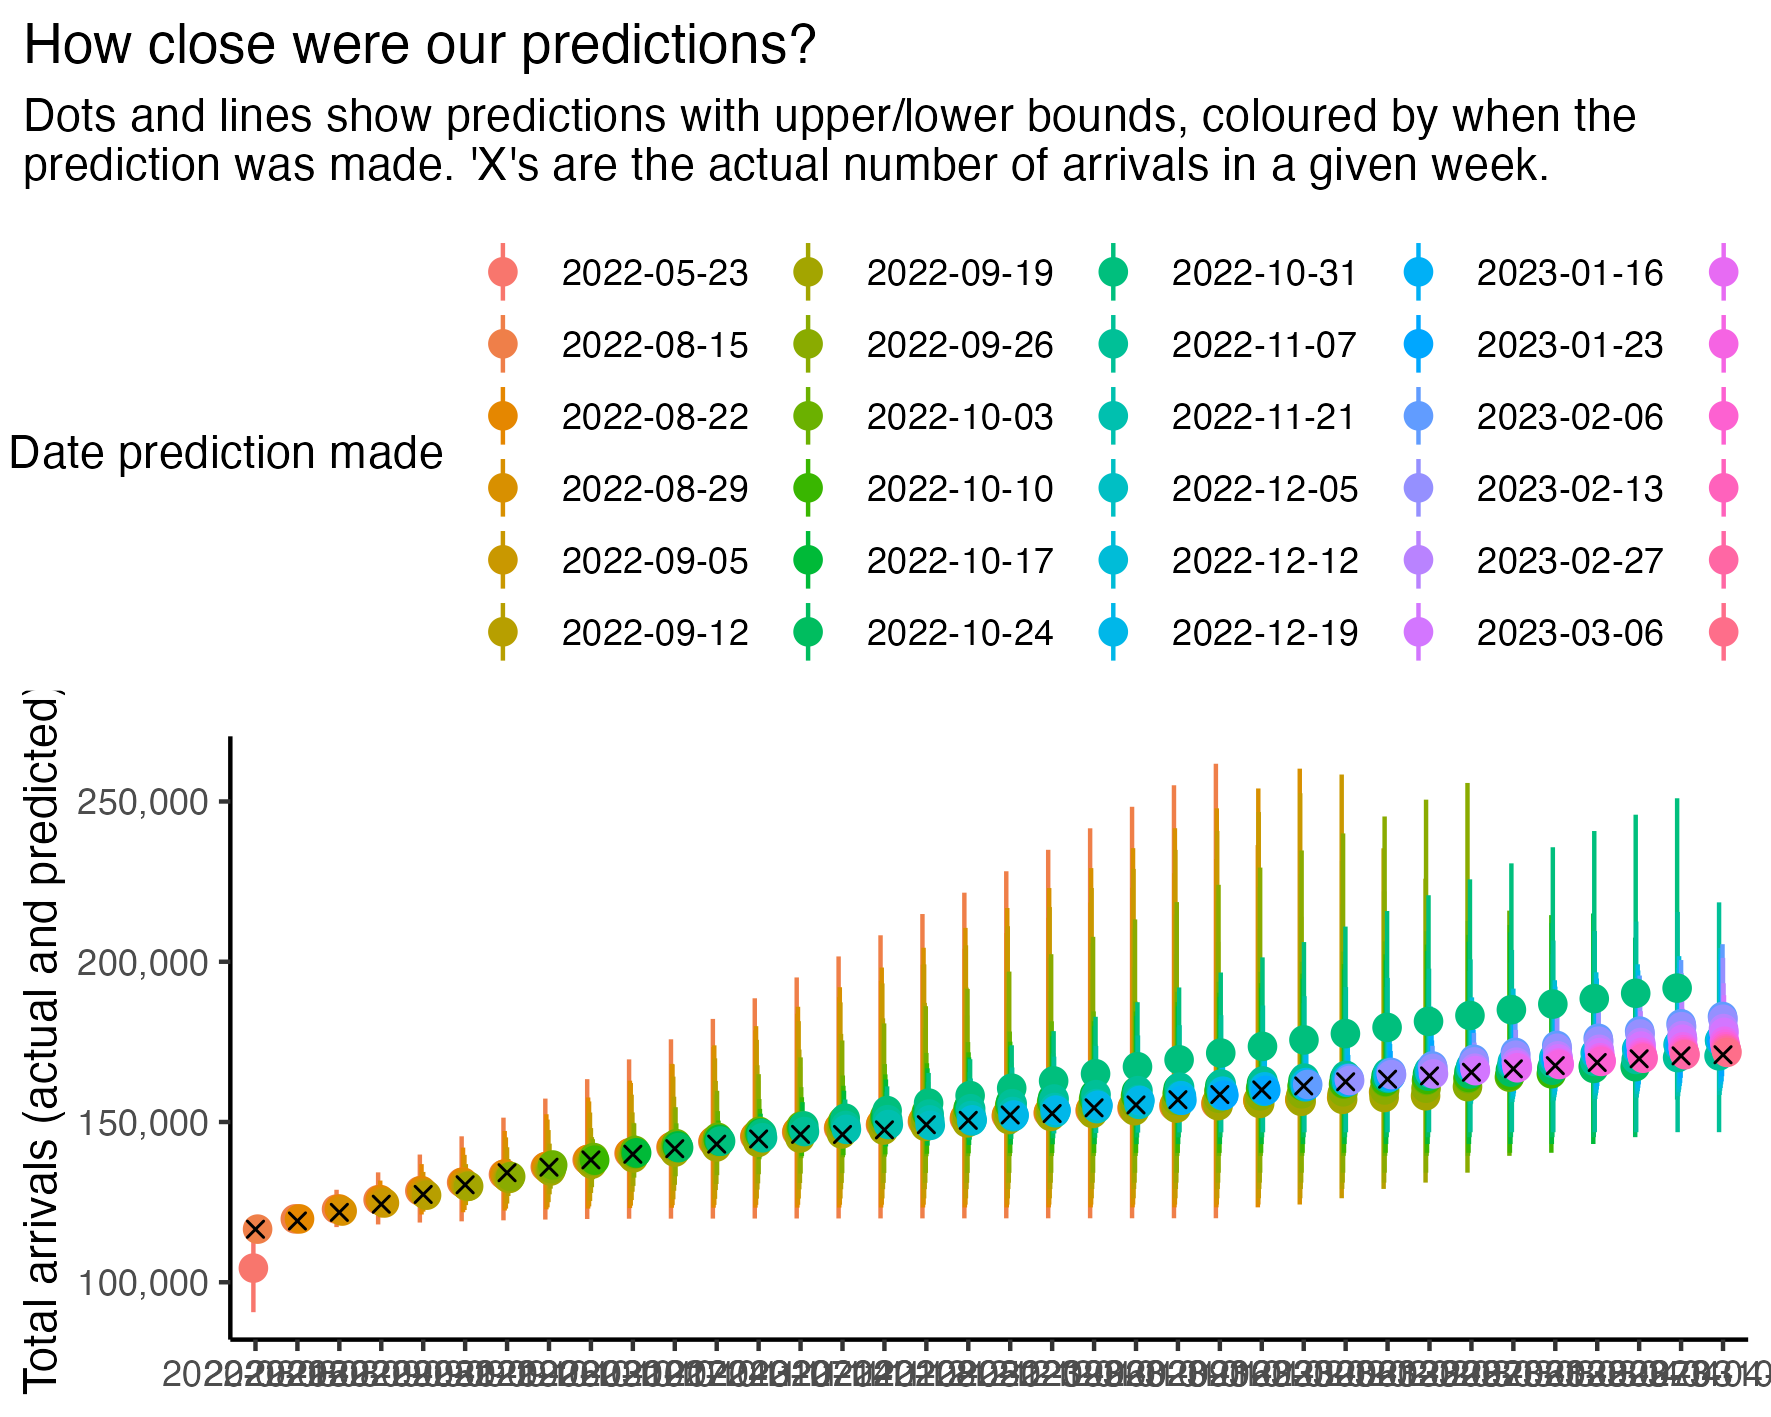 How close were our predictions?
Dots and lines show predictions with upper/lower bounds, coloured by when the
prediction was made. 'X's are the actual number of arrivals in a given week.
Date prediction made
2022-05-23 2022-09-19 2022-10-31 2023-01-16
2022-08-15 2022-09-26 2022-11-07 2023-01-23
2022-08-22 2022-10-03 2022-11-21 2023-02-06
2022-08-29 2022-10-10 2022-12-05 2023-02-13
2022-09-05 2022-10-17 2022-12-12 2023-02-27
2022-09-12 2022-10-24 2022-12-19 2023-03-06
Total arrivals (actual and predicted)
250,000
200,000
150,000
100,000